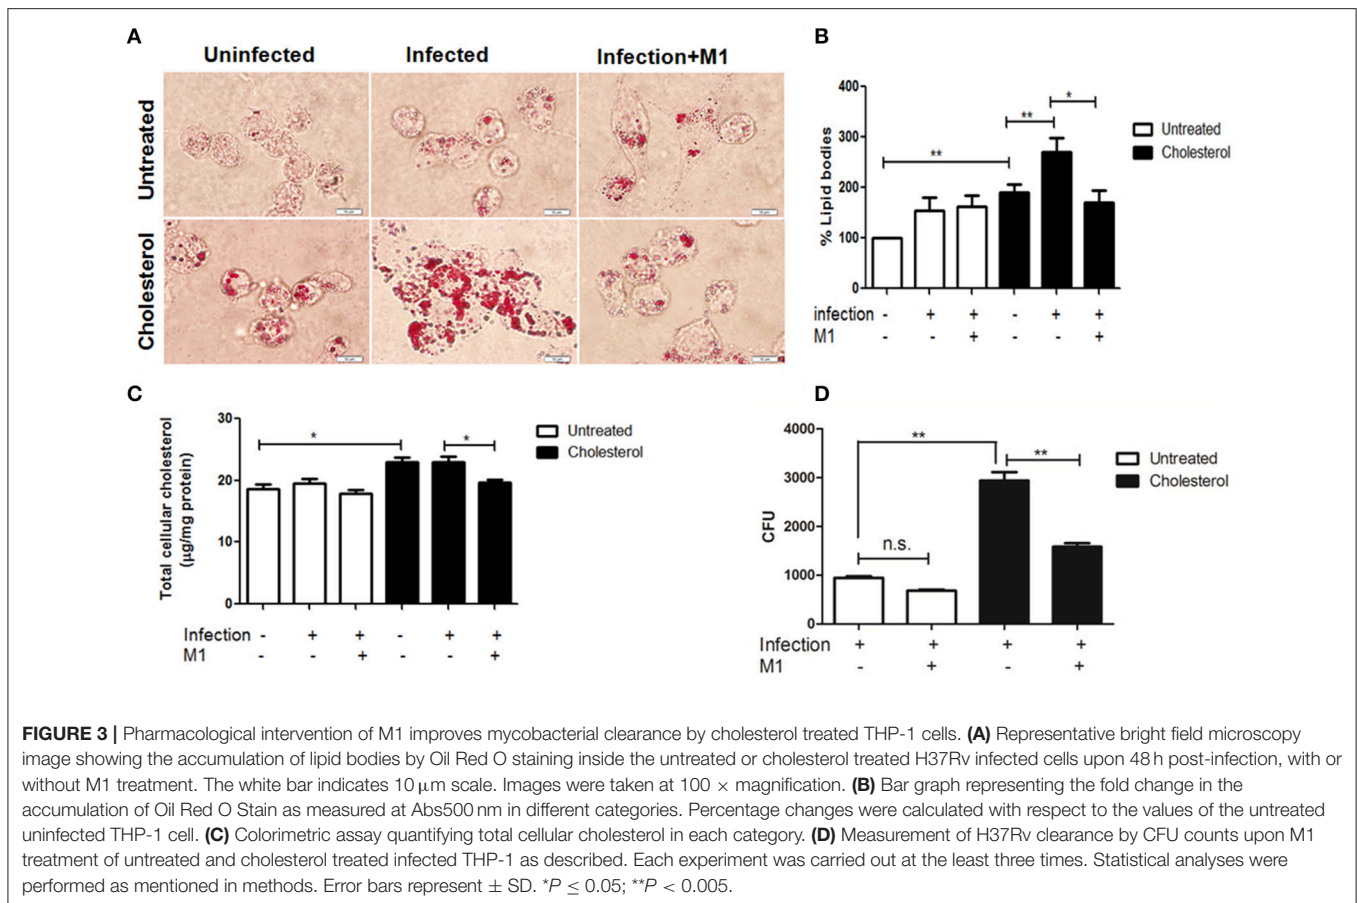 A
Uninfected
Infected
Infection+M1
Untreated
Cholesterol
B
% Lipid bodies
400
300
200
100
0
**
**
*
Untreated
Cholesterol
infection - + + - + +
M1 - - + - - +
C
Total cellular cholesterol
(µg/mg protein)
30
20
10
0
*
*
Untreated
Cholesterol
Infection - + + - + +
M1 - - + - - +
D
CFU
4000
3000
2000
1000
0
**
**
n.s.
Untreated
Cholesterol
Infection + + + +
M1 - + - +
FIGURE 3 | Pharmacological intervention of M1 improves mycobacterial clearance by cholesterol treated THP-1 cells. (A) Representative bright field microscopy
image showing the accumulation of lipid bodies by Oil Red O staining inside the untreated or cholesterol treated H37Rv infected cells upon 48 h post-infection, with or
without M1 treatment. The white bar indicates 10 µm scale. Images were taken at 100 × magnification. (B) Bar graph representing the fold change in the
accumulation of Oil Red O Stain as measured at Abs500 nm in different categories. Percentage changes were calculated with respect to the values of the untreated
uninfected THP-1 cell. (C) Colorimetric assay quantifying total cellular cholesterol in each category. (D) Measurement of H37Rv clearance by CFU counts upon M1
treatment of untreated and cholesterol treated infected THP-1 as described. Each experiment was carried out at the least three times. Statistical analyses were
performed as mentioned in methods. Error bars represent ± SD. *P ≤ 0.05; **P < 0.005.